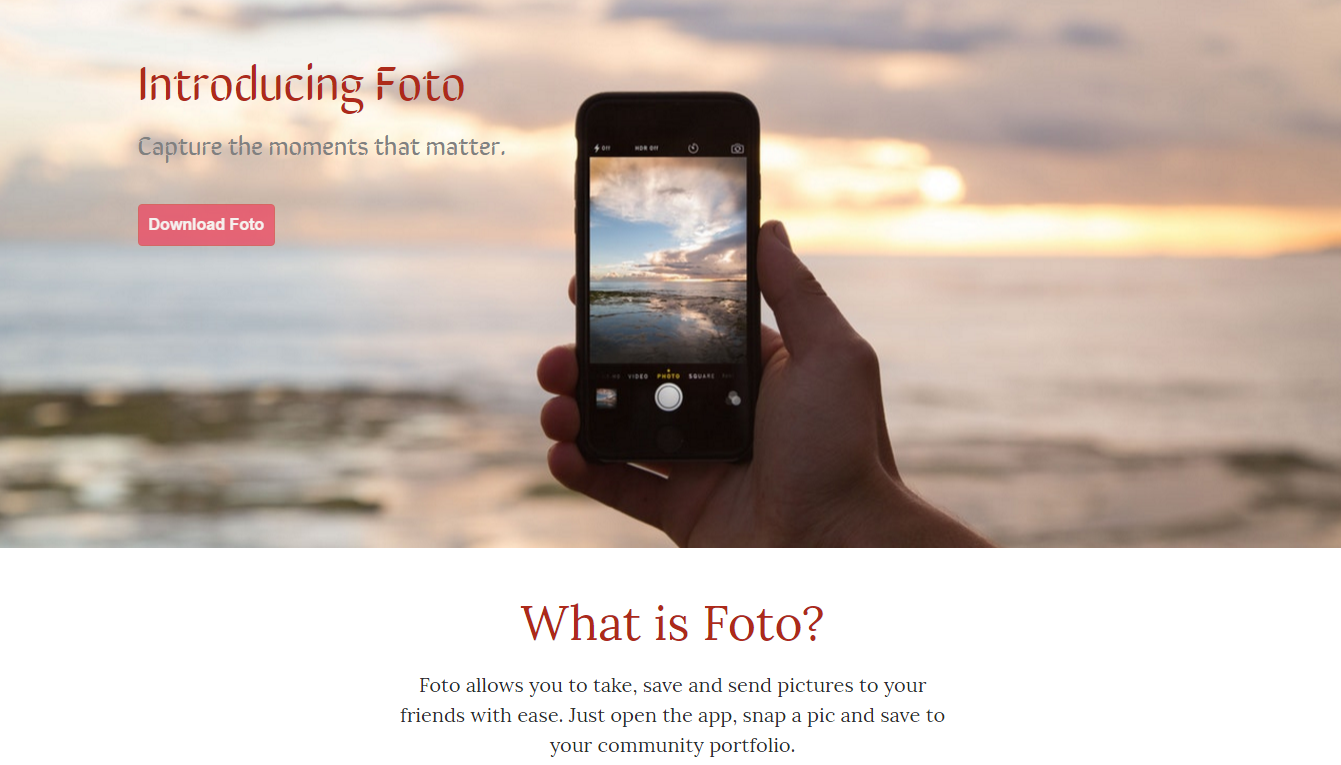 Introducing Foto
Capture the moments that matter.
Download Foto
Off HDR Off
VIDEO PHOTO SQUARE
What is Foto?
Foto allows you to take, save and send pictures to your
friends with ease. Just open the app, snap a pic and save to
your community portfolio.